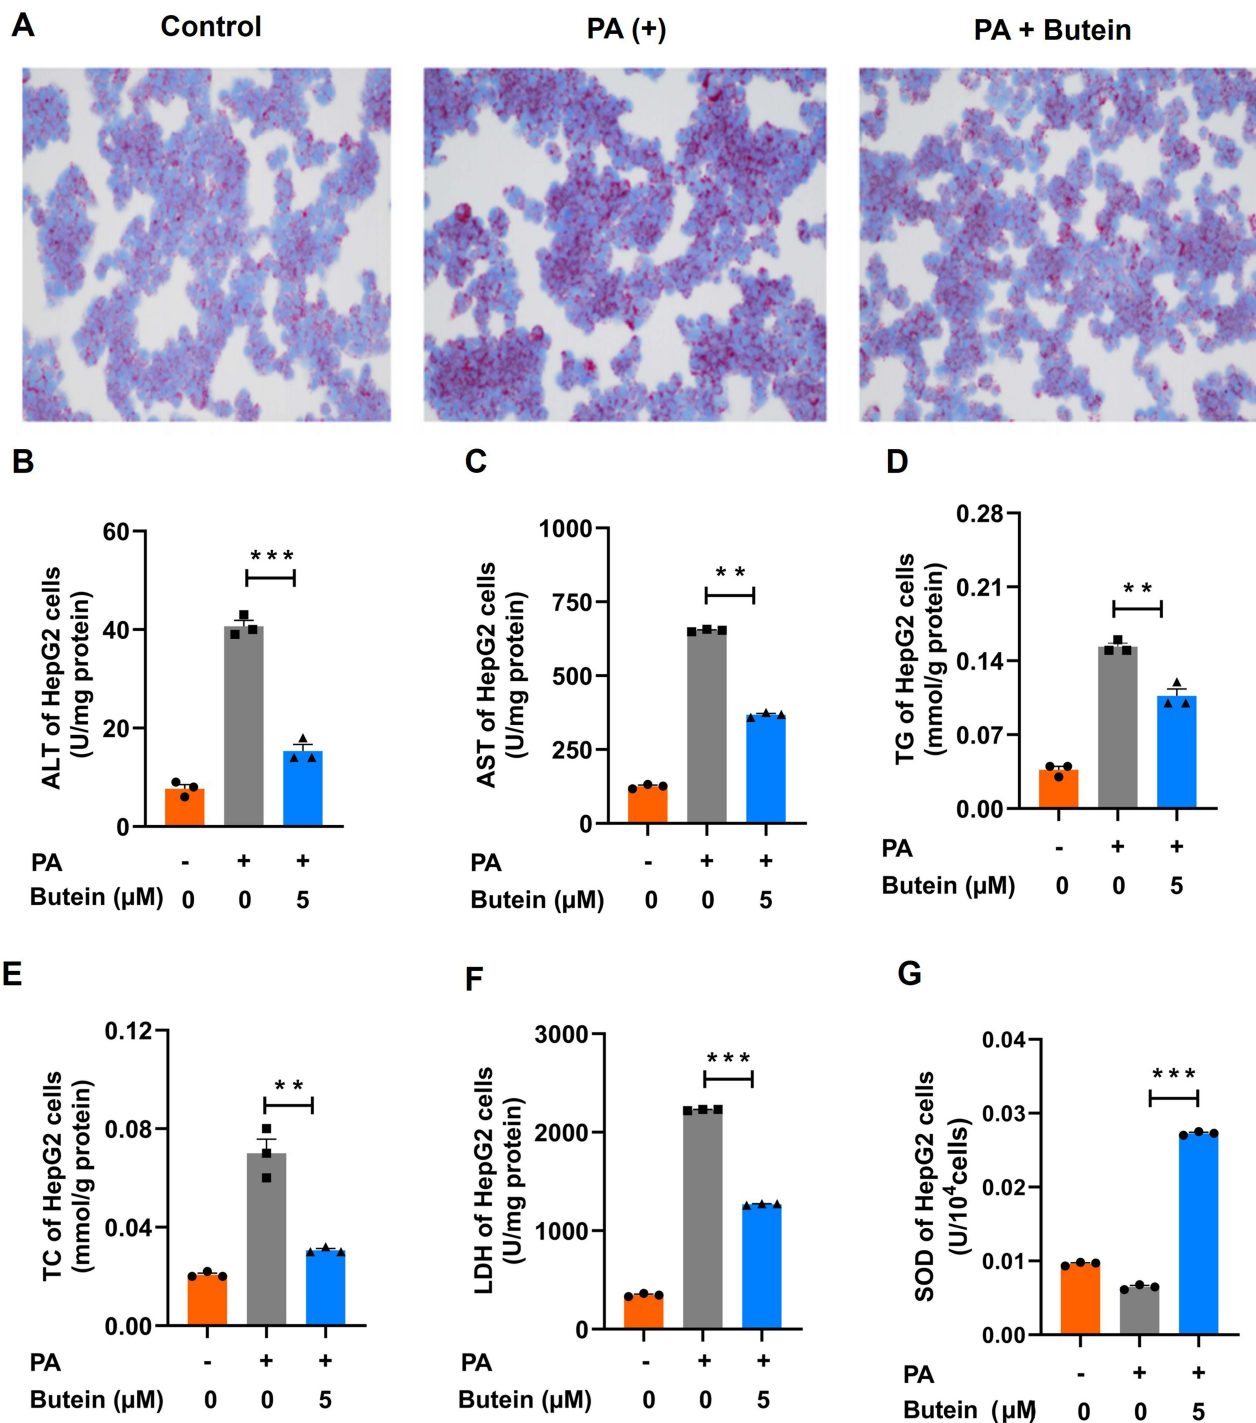 A Control PA (+) PA + Butein
B
ALT of HepG2 cells
(U/mg protein)
60
40
20
0
***
PA - + +
Butein (μM) 0 0 5
C
AST of HepG2 cells
(U/mg protein)
1000
750
500
250
0
**
PA - + +
Butein (μM) 0 0 5
D
TG of HepG2 cells
(mmol/g protein)
0.28
0.21
0.14
0.07
0.00
**
PA - + +
Butein (μM) 0 0 5
E
TC of HepG2 cells
(mmol/g protein)
0.12
0.08
0.04
0.00
**
PA - + +
Butein (μM) 0 0 5
F
LDH of HepG2 cells
(U/mg protein)
3000
2000
1000
0
***
PA - + +
Butein (μM) 0 0 5
G
SOD of HepG2 cells
(U/10⁴cells)
0.04
0.03
0.02
0.01
0.00
***
PA - + +
Butein (μM 0 0 5